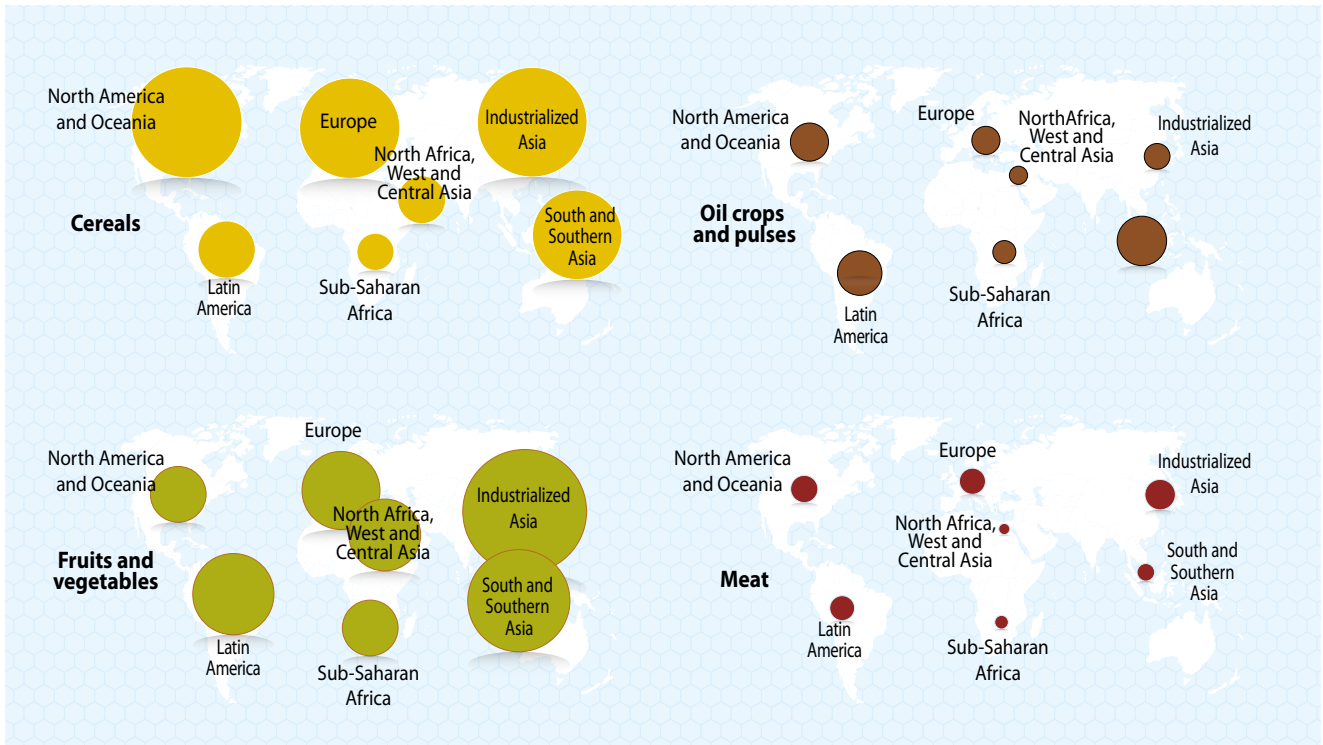 North America
and Oceania
Europe
Industrialized
Asia
North Africa,
West and
Central Asia
Cereals
South and
Southern
Asia
Latin
America
Sub-Saharan
Africa
North America
and Oceania
Europe
NorthAfrica,
West and
Central Asia
Industrialized
Asia
Oil crops
and pulses
Latin
America
Sub-Saharan
Africa
Europe
North America
and Oceania
Industrialized
Asia
North Africa,
West and
Central Asia
Fruits and
vegetables
South and
Southern
Asia
Latin
America
Sub-Saharan
Africa
North America
and Oceania
Europe
Industrialized
Asia
North Africa,
West and
Central Asia
Meat
South and
Southern
Asia
Latin
America
Sub-Saharan
Africa